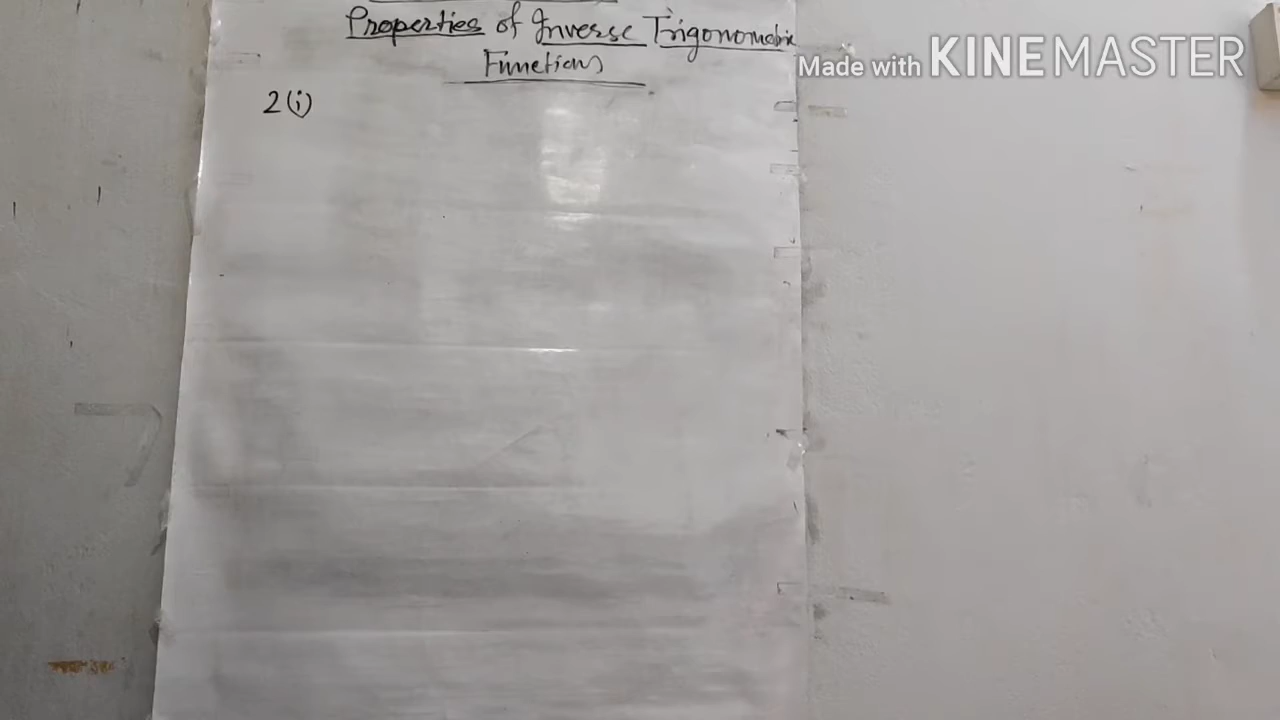 Properties of Inverse Trigonometric
Functions
Made with KINEMASTER
2(i)